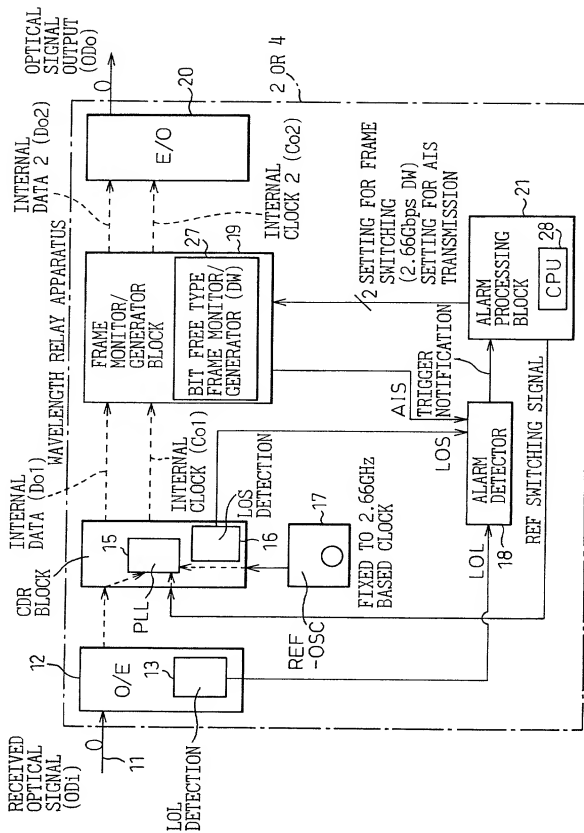 WAVELENGTH RELAY APPARATUS
2 OR 4
RECEIVED
OPTICAL
SIGNAL
(ODi)
11
LOL
DETECTION
12
O/E
13
CDR
BLOCK
15
PLL
LOS
DETECTION
16
REF
-OSC
17
FIXED TO 2.66GHz
BASED CLOCK
INTERNAL
DATA (Do1)
INTERNAL
CLOCK (Co1)
FRAME
MONITOR/
GENERATOR
BLOCK
BIT FREE TYPE
FRAME MONITOR/
GENERATOR (DW)
27
19
INTERNAL
DATA 2 (Do2)
INTERNAL
CLOCK 2 (Co2)
E/O
20
OPTICAL
SIGNAL
OUTPUT
(ODo)
2 SETTING FOR FRAME
SWITCHING
(2.66Gbps DW)
SETTING FOR AIS
TRANSMISSION
AIS
LOS
LOL
ALARM
DETECTOR
18
TRIGGER
NOTIFICATION
ALARM
PROCESSING
BLOCK
21
CPU
28
REF SWITCHING SIGNAL